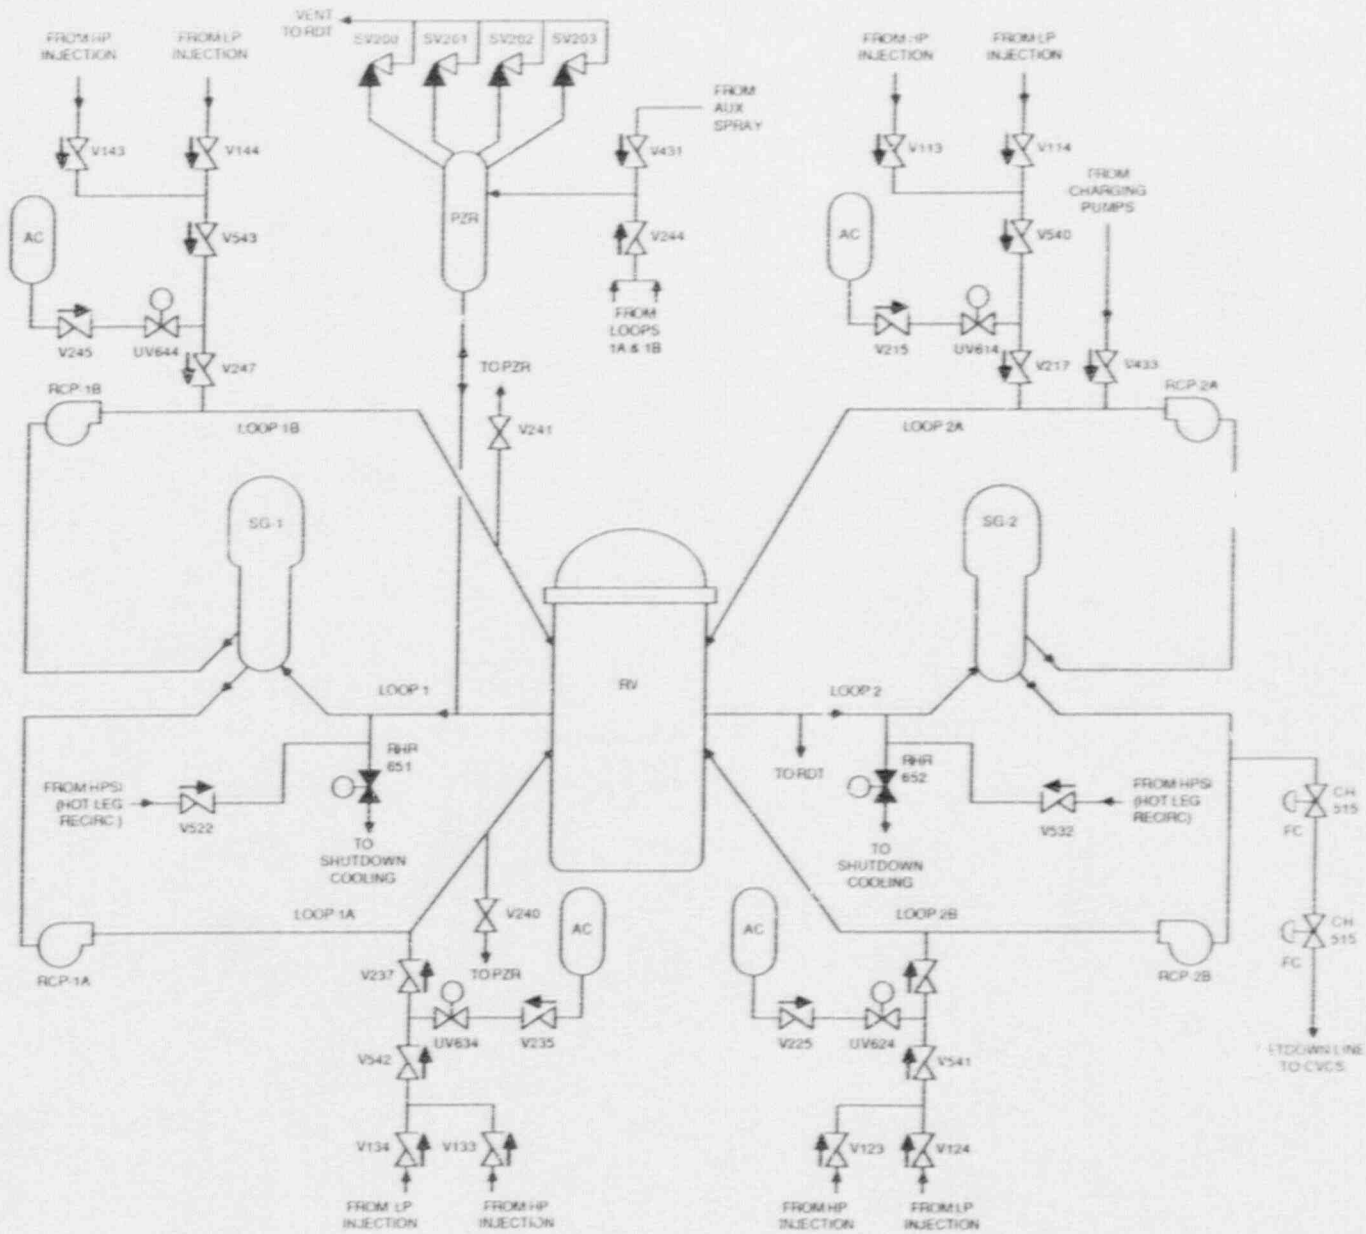 VENT
TO RDT
SV200
SV201
SV202
SV203
FROM HP
INJECTION
FROM LP
INJECTION
FROM HP
INJECTION
FROM LP
INJECTION
FROM
AUX
SPRAY
V143
V144
V431
V113
V114
FROM
CHARGING
PUMPS
AC
PZR
AC
V543
V244
V540
FROM
LOOPS
1A & 1B
V245
UV644
V247
TO PZR
V215
UV614
V217
V433
RCP-1B
RCP-2A
LOOP 1B
V241
LOOP 2A
SG-1
SG-2
LOOP 1
RV
LOOP 2
RHR
651
TO RDT
RHR
652
FROM HPSI
(HOT LEG
RECIRC.)
V522
FROM HPSI
(HOT LEG
RECIRC)
V532
CH
515
FC
TO
SHUTDOWN
COOLING
TO
SHUTDOWN
COOLING
LOOP 1A
V240
AC
AC
LOOP 2B
CH
515
FC
RCP-1A
V237
TO PZR
RCP-2B
UV634
V235
V225
UV624
V542
V541
ETDOWN LINE
TO CVCS
V134
V133
V123
V124
FROM LP
INJECTION
FROM HP
INJECTION
FROM HP
INJECTION
FROM LP
INJECTION